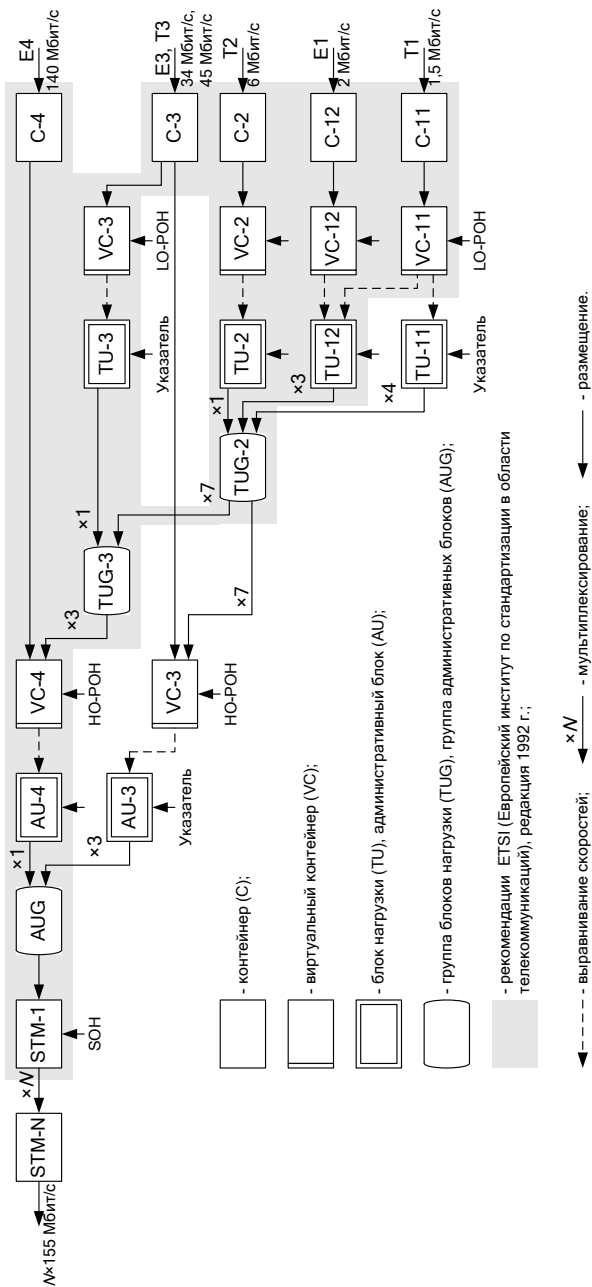 E4
140 Мбит/с
E3, T3
34 Мбит/с,
45 Мбит/с
T2
6 Мбит/с
E1
2 Мбит/с
T1
1,5 Мбит/с
C-4
C-3
C-2
C-12
C-11
VC-3
LO-POH
VC-2
VC-12
VC-11
LO-POH
TU-3
Указатель
TU-2
TU-12
TU-11
Указатель
×1
×1
×3
×4
TUG-2
×7
×7
TUG-3
×3
VC-4
HO-POH
VC-3
HO-POH
AU-4
AU-3
Указатель
×1
×3
AUG
STM-1
SOH
×N
STM-N
N×155 Мбит/с
- контейнер (C);
- виртуальный контейнер (VC);
- блок нагрузки (TU), административный блок (AU);
- группа блоков нагрузки (TUG), группа административных блоков (AUG);
- рекомендации ETSI (Европейский институт по стандартизации в области
телекоммуникаций), редакция 1992 г.;
- выравнивание скоростей;
×N
- мультиплексирование;
- размещение.